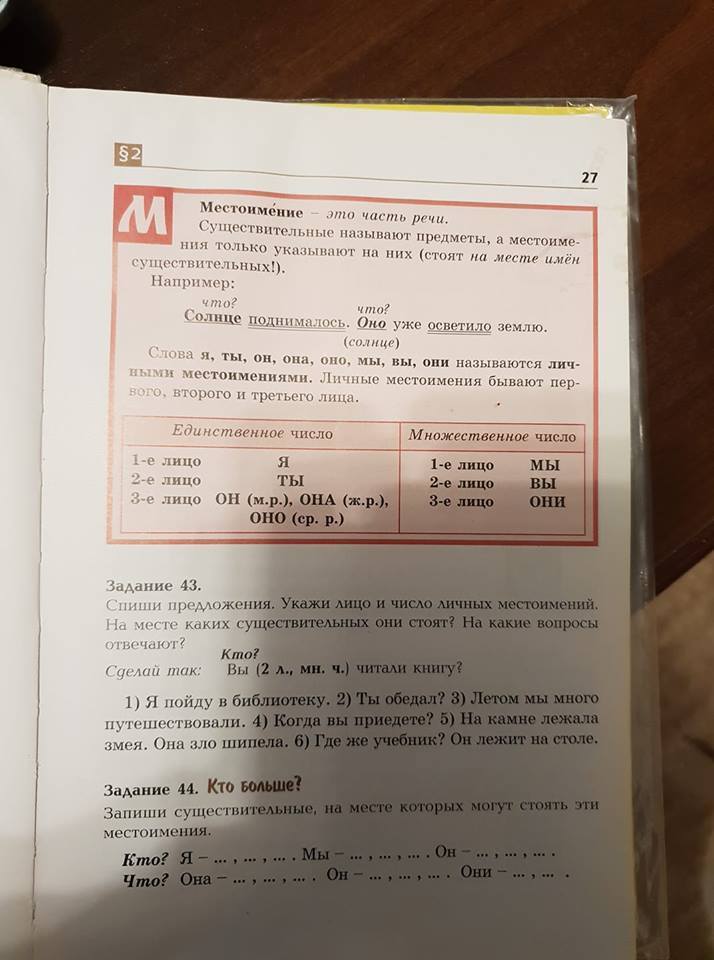 §2
27
М
Местоиме́ние – это часть речи.
Существительные называют предметы, а местоиме-
ния только указывают на них (стоят на месте имён
существительных!).
Например:
что? что?
Солнце поднималось. Оно уже осветило землю.
(солнце)
Слова я, ты, он, она, оно, мы, вы, они называются лич-
ными местоимениями. Личные местоимения бывают пер-
вого, второго и третьего лица.
Единственное число Множественное число
1-е лицо Я 1-е лицо МЫ
2-е лицо ТЫ 2-е лицо ВЫ
3-е лицо ОН (м.р.), ОНА (ж.р.), 3-е лицо ОНИ
ОНО (ср. р.)
Задание 43.
Спиши предложения. Укажи лицо и число личных местоимений.
На месте каких существительных они стоят? На какие вопросы
отвечают?
Кто?
Сделай так: Вы (2 л., мн. ч.) читали книгу?
1) Я пойду в библиотеку. 2) Ты обедал? 3) Летом мы много
путешествовали. 4) Когда вы приедете? 5) На камне лежала
змея. Она зло шипела. 6) Где же учебник? Он лежит на столе.
Задание 44. Кто больше?
Запиши существительные, на месте которых могут стоять эти
местоимения.
Кто? Я – ... , ... , ... . Мы – ... , ... , ... . Он – ... , ... , ... .
Что? Она – ... , ... , ... . Он – ... , ... , ... . Они – ... , ... .